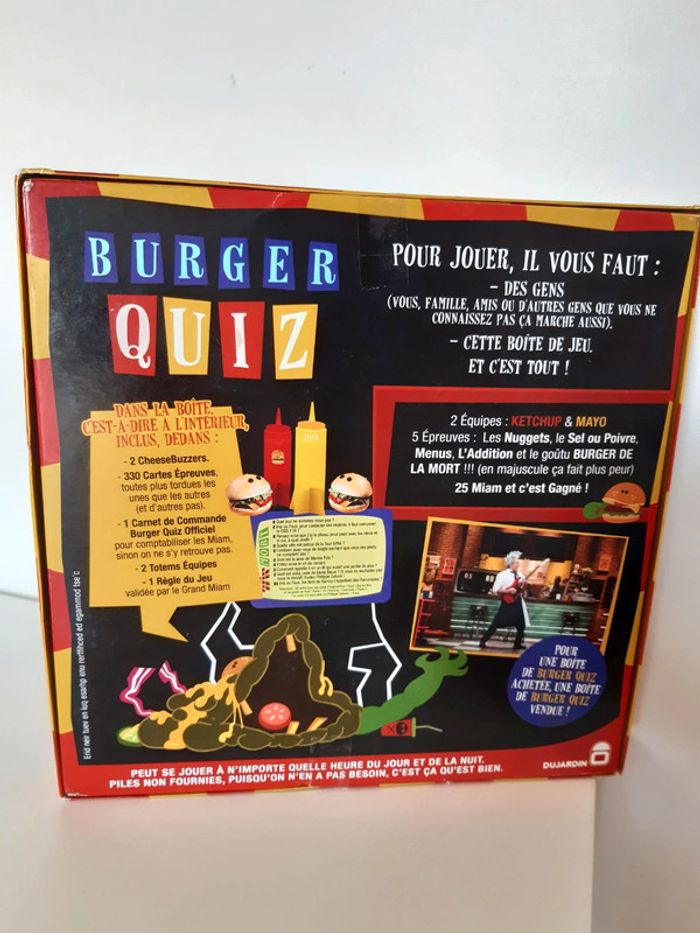 BURGER
QUIZ
POUR JOUER, IL VOUS FAUT :
- DES GENS
(VOUS, FAMILLE, AMIS OU D'AUTRES GENS QUE VOUS NE
CONNAISSEZ PAS ÇA MARCHE AUSSI).
- CETTE BOÎTE DE JEU.
ET C'EST TOUT !
2 Équipes : KETCHUP & MAYO
5 Épreuves : Les Nuggets, le Sel ou Poivre,
Menus, L'Addition et le goûtu BURGER DE
LA MORT !!! (en majuscule ça fait plus peur)
25 Miam et c'est Gagné !
DANS LA BOÎTE,
C'EST-À-DIRE A L'INTÉRIEUR,
INCLUS, DEDANS :
- 2 CheeseBuzzers.
- 330 Cartes Épreuves,
toutes plus tordues les
unes que les autres
(et d'autres pas).
- 1 Carnet de Commande
Burger Quiz Officiel
pour comptabiliser les Miam,
sinon on ne s'y retrouve pas.
- 2 Totems Équipes
- 1 Règle du Jeu
validée par le Grand Miam
POUR
UNE BOÎTE
DE BURGER QUIZ
ACHETÉE, UNE BOÎTE
DE BURGER QUIZ
VENDUE !
PEUT SE JOUER À N'IMPORTE QUELLE HEURE DU JOUR ET DE LA NUIT.
PILES NON FOURNIES, PUISQU'ON N'EN A PAS BESOIN, C'EST ÇA QU'EST BIEN.
DUJARDIN